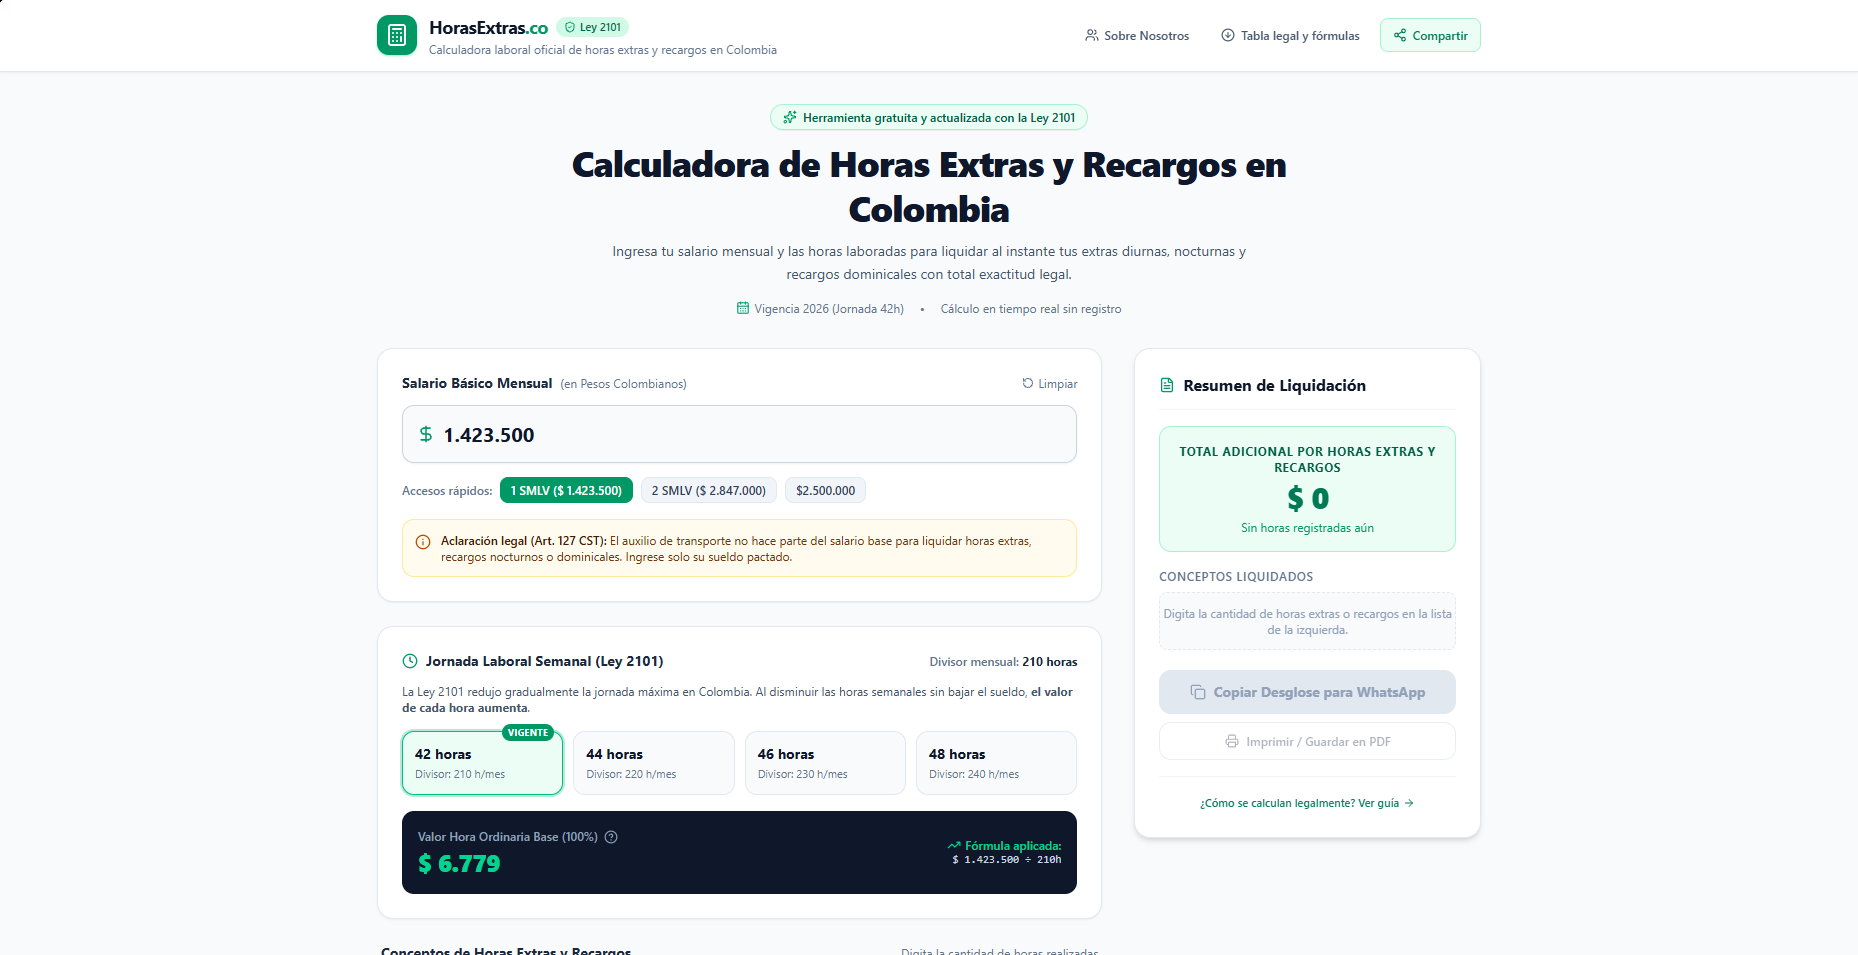 HorasExtras.co
Ley 2101
Calculadora laboral oficial de horas extras y recargos en Colombia
Sobre Nosotros
Tabla legal y fórmulas
Compartir
Herramienta gratuita y actualizada con la Ley 2101
Calculadora de Horas Extras y Recargos en
Colombia
Ingresa tu salario mensual y las horas laboradas para liquidar al instante tus extras diurnas, nocturnas y
recargos dominicales con total exactitud legal.
Vigencia 2026 (Jornada 42h) • Cálculo en tiempo real sin registro
Salario Básico Mensual (en Pesos Colombianos)
Limpiar
$ 1.423.500
Accesos rápidos: 1 SMLV ($ 1.423.500) 2 SMLV ($ 2.847.000) $2.500.000
Aclaración legal (Art. 127 CST): El auxilio de transporte no hace parte del salario base para liquidar horas extras,
recargos nocturnos o dominicales. Ingrese solo su sueldo pactado.
Jornada Laboral Semanal (Ley 2101)
Divisor mensual: 210 horas
La Ley 2101 redujo gradualmente la jornada máxima en Colombia. Al disminuir las horas semanales sin bajar el sueldo, el valor
de cada hora aumenta.
VIGENTE
42 horas
Divisor: 210 h/mes
44 horas
Divisor: 220 h/mes
46 horas
Divisor: 230 h/mes
48 horas
Divisor: 240 h/mes
Valor Hora Ordinaria Base (100%)
$ 6.779
Fórmula aplicada:
$ 1.423.500 ÷ 210h
Conceptos de Horas Extras y Recargos
Digita la cantidad de horas realizadas
Resumen de Liquidación
TOTAL ADICIONAL POR HORAS EXTRAS Y
RECARGOS
$ 0
Sin horas registradas aún
CONCEPTOS LIQUIDADOS
Digita la cantidad de horas extras o recargos en la lista
de la izquierda.
Copiar Desglose para WhatsApp
Imprimir / Guardar en PDF
¿Cómo se calculan legalmente? Ver guía →